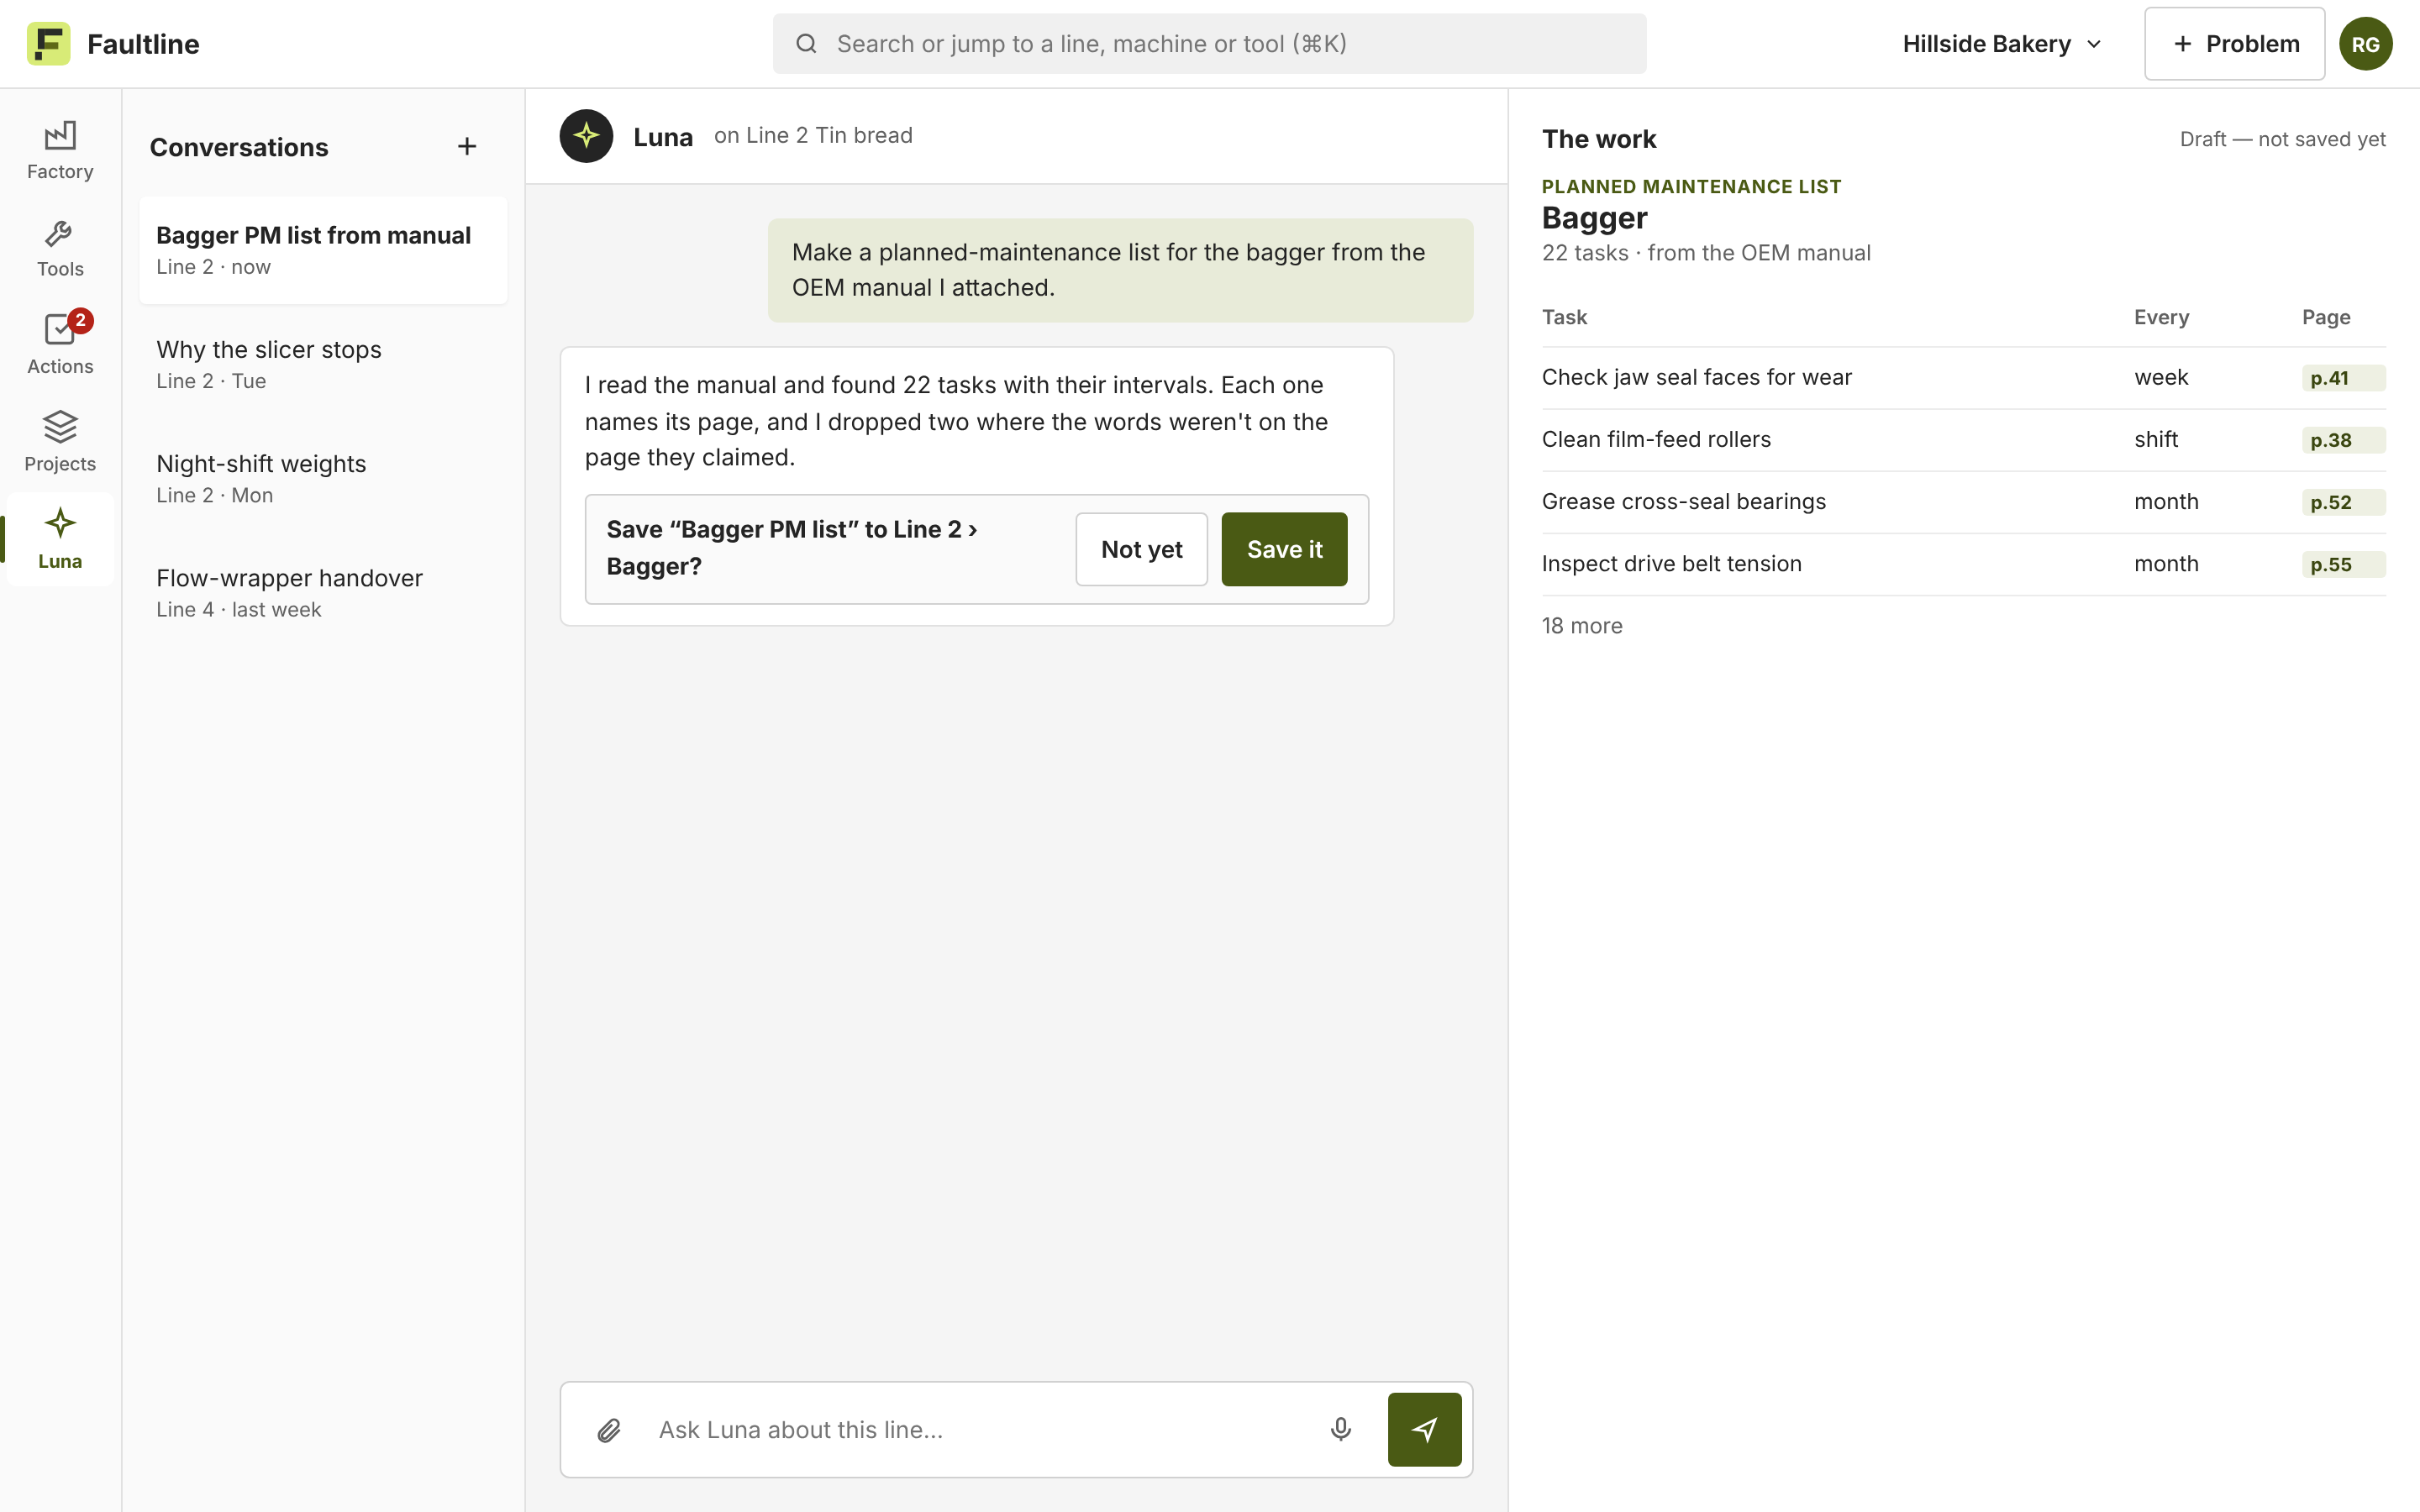 Faultline
Search or jump to a line, machine or tool (⌘K)
Hillside Bakery
+ Problem
RG
Factory
Tools
2
Actions
Projects
Luna
Conversations
+
Bagger PM list from manual
Line 2 · now
Why the slicer stops
Line 2 · Tue
Night-shift weights
Line 2 · Mon
Flow-wrapper handover
Line 4 · last week
Luna on Line 2 Tin bread
Make a planned-maintenance list for the bagger from the
OEM manual I attached.
I read the manual and found 22 tasks with their intervals. Each one
names its page, and I dropped two where the words weren't on the
page they claimed.
Save “Bagger PM list” to Line 2 ›
Bagger?
Not yet
Save it
Ask Luna about this line...
The work
Draft — not saved yet
PLANNED MAINTENANCE LIST
Bagger
22 tasks · from the OEM manual
Task Every Page
Check jaw seal faces for wear week p.41
Clean film-feed rollers shift p.38
Grease cross-seal bearings month p.52
Inspect drive belt tension month p.55
18 more